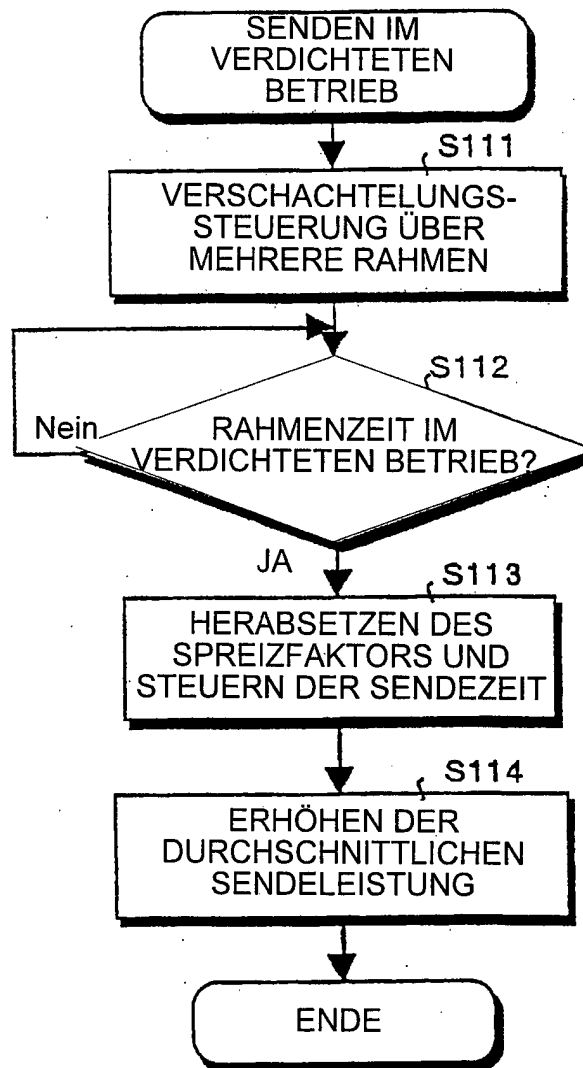 SENDEN IM
VERDICHTETEN
BETRIEB
S111
VERSCHACHTELUNGS-
STEUERUNG ÜBER
MEHRERE RAHMEN
S112
Nein
RAHMENZEIT IM
VERDICHTETEN BETRIEB?
JA
S113
HERABSETZEN DES
SPREIZFAKTORS UND
STEUERN DER SENDEZEIT
S114
ERHÖHEN DER
DURCHSCHNITTLICHEN
SENDELEISTUNG
ENDE